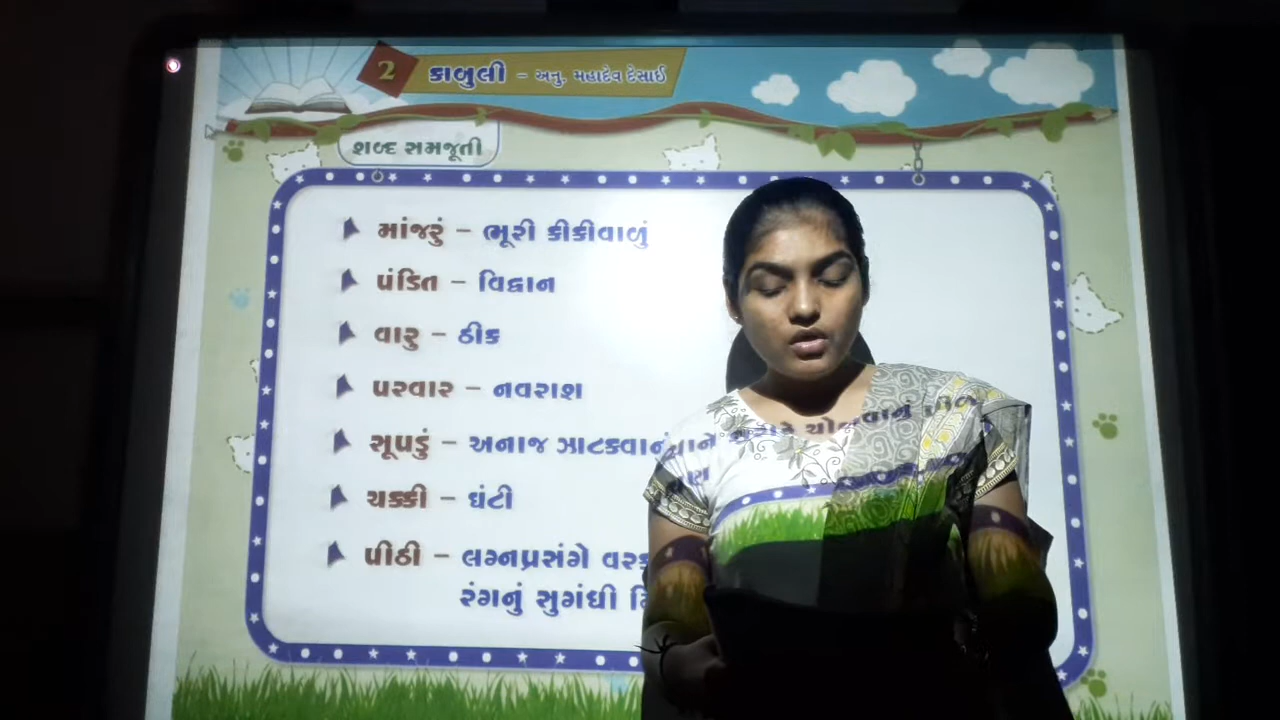 2 કાબુલી – અનુ. મહાદેવ દેસાઈ
શબ્દ સમજૂતી
માંજરું – ભૂરી કીકીવાળું
પંડિત – વિદ્વાન
વારુ – ઠીક
પરવાર – નવરાશ
સૂપડું – અનાજ ઝાટકવાનું
ચક્કી – ઘંટી
પીઠી – લગ્નપ્રસંગે
રંગનું સુગંધી